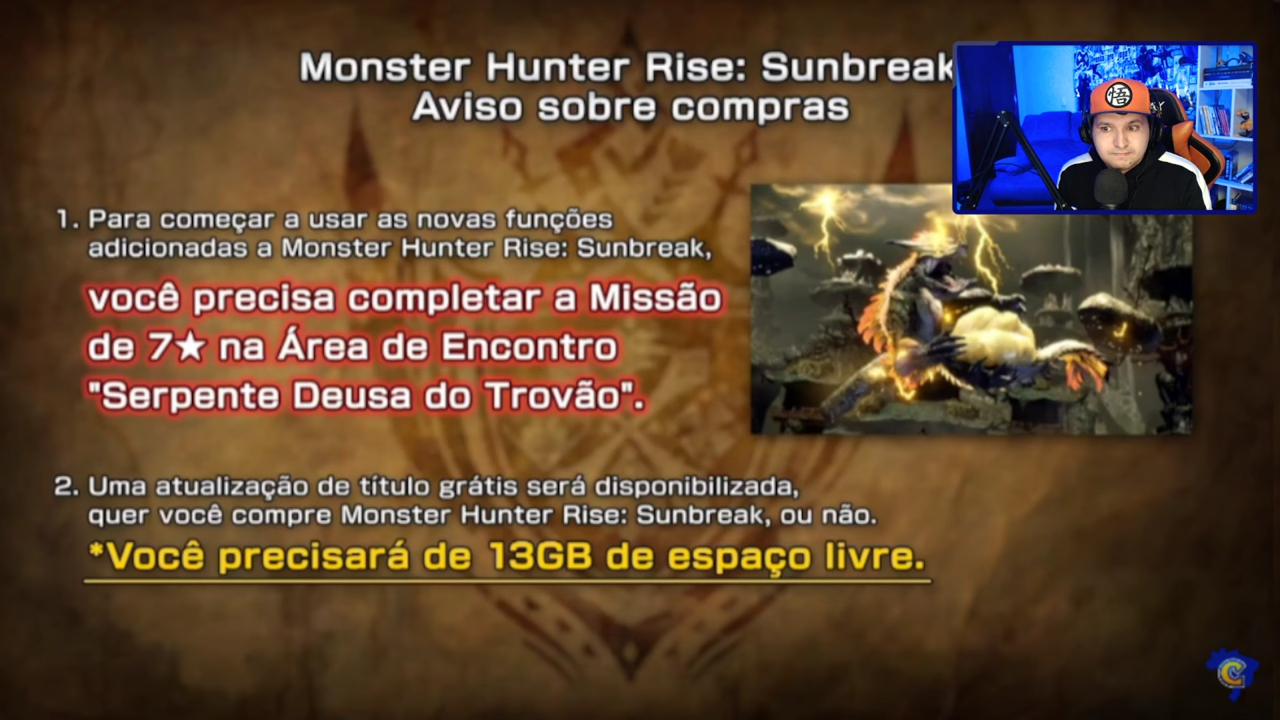 Monster Hunter Rise: Sunbreak
Aviso sobre compras
1. Para começar a usar as novas funções
adicionadas a Monster Hunter Rise: Sunbreak,
você precisa completar a Missão
de 7★ na Área de Encontro
"Serpente Deusa do Trovão".
2. Uma atualização de título grátis será disponibilizada,
quer você compre Monster Hunter Rise: Sunbreak, ou não.
*Você precisará de 13GB de espaço livre.
悟